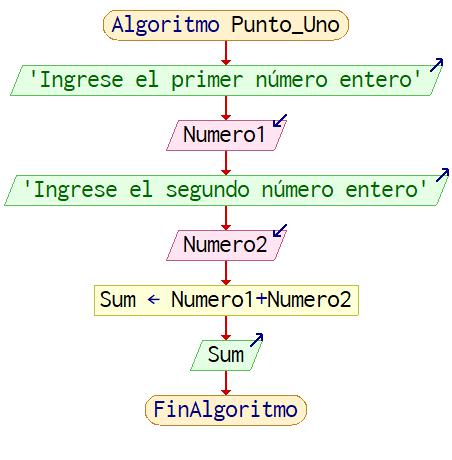 Algoritmo Punto_Uno
'Ingrese el primer número entero'
Numero1
'Ingrese el segundo número entero'
Numero2
Sum ← Numero1+Numero2
Sum
FinAlgoritmo